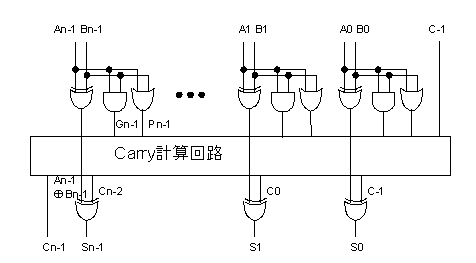 An-1 Bn-1 A1 B1 A0 B0 C-1
Gn-1 Pn-1
Carry計算回路
An-1
⊕Bn-1 Cn-2 C0 C-1
Cn-1 Sn-1 S1 S0